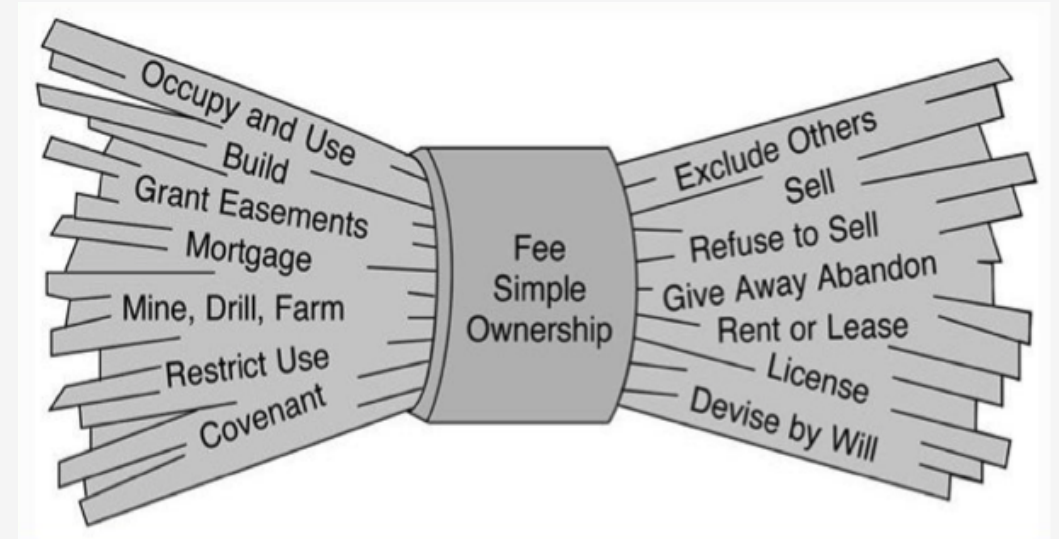 Occupy and Use
Build
Grant Easements
Mortgage
Mine, Drill, Farm
Restrict Use
Covenant
Fee
Simple
Ownership
Exclude Others
Sell
Refuse to Sell
Give Away Abandon
Rent or Lease
License
Devise by Will